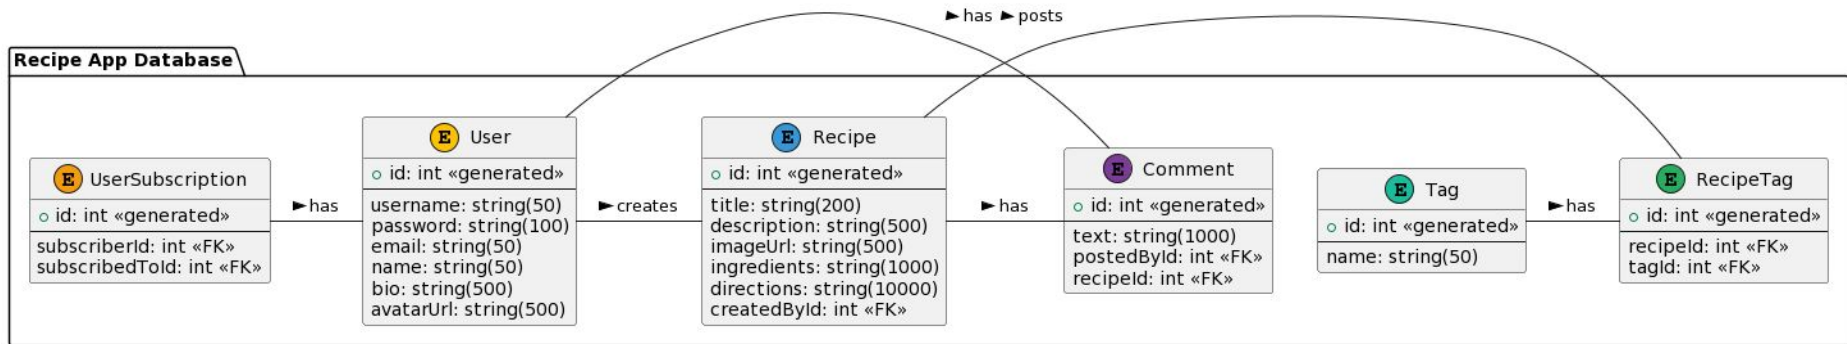 ► has ► posts
Recipe App Database
E UserSubscription
id: int «generated»
subscriberId: int «FK»
subscribedToId: int «FK»
► has
E User
id: int «generated»
username: string(50)
password: string(100)
email: string(50)
name: string(50)
bio: string(500)
avatarUrl: string(500)
► creates
E Recipe
id: int «generated»
title: string(200)
description: string(500)
imageUrl: string(500)
ingredients: string(1000)
directions: string(10000)
createdById: int «FK»
► has
E Comment
id: int «generated»
text: string(1000)
postedById: int «FK»
recipeId: int «FK»
E Tag
id: int «generated»
name: string(50)
► has
E RecipeTag
id: int «generated»
recipeId: int «FK»
tagId: int «FK»